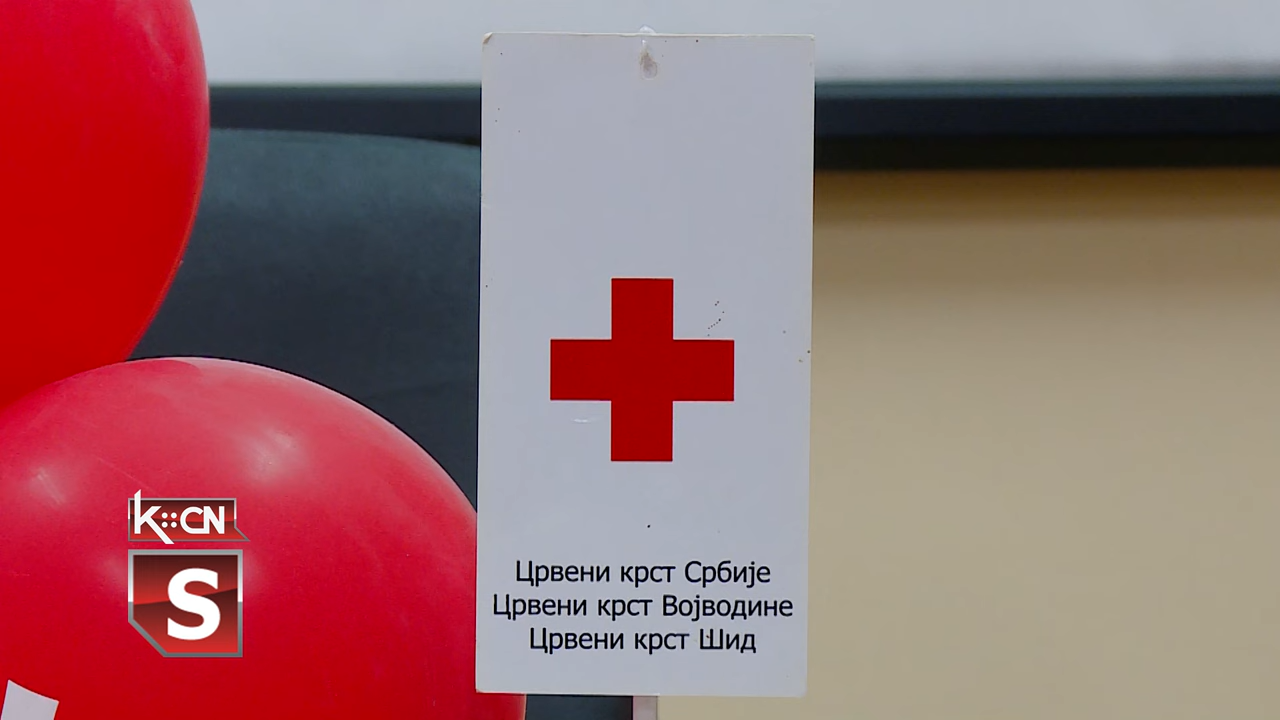 Црвени крст Србије
Црвени крст Војводине
Црвени крст Шид
K::CN
S